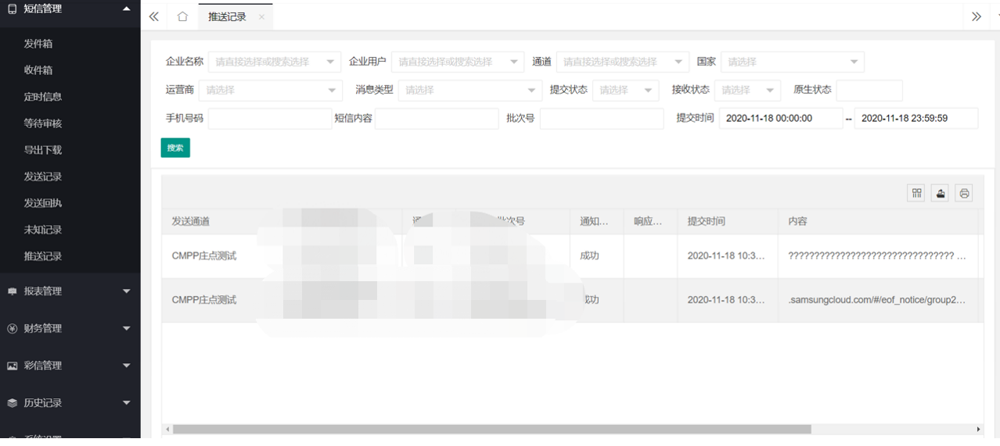 短信管理
发件箱
收件箱
定时信息
等待审核
导出下载
发送记录
发送回执
未知记录
推送记录
报表管理
财务管理
彩信管理
历史记录
推送记录 ×
企业名称 请直接选择或搜索选择 企业用户 请直接选择或搜索选择 通道 请直接选择或搜索选择 国家 请选择
运营商 请选择 消息类型 请选择 提交状态 请选择 接收状态 请选择 原生状态
手机号码 短信内容 批次号 提交时间 2020-11-18 00:00:00 -- 2020-11-18 23:59:59
搜索
发送通道 批次号 通知... 响应... 提交时间 内容
CMPP庄点测试 成功 2020-11-18 10:3... ???????????????????????????????? ...
CMPP庄点测试 成功 2020-11-18 10:3... .samsungcloud.com/#/eof_notice/group2...